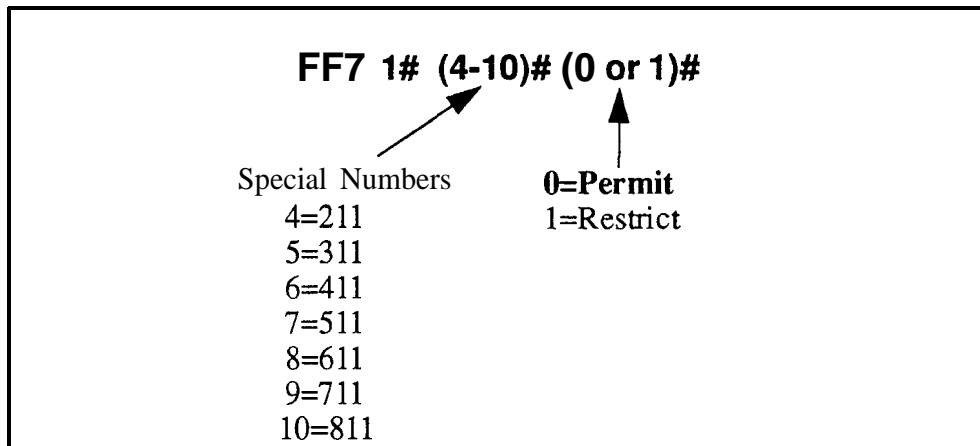 FF7 1# (4-10)# (0 or 1)#
Special Numbers
4=211
5=311
6=411
7=511
8=611
9=711
10=811
0=Permit
1=Restrict